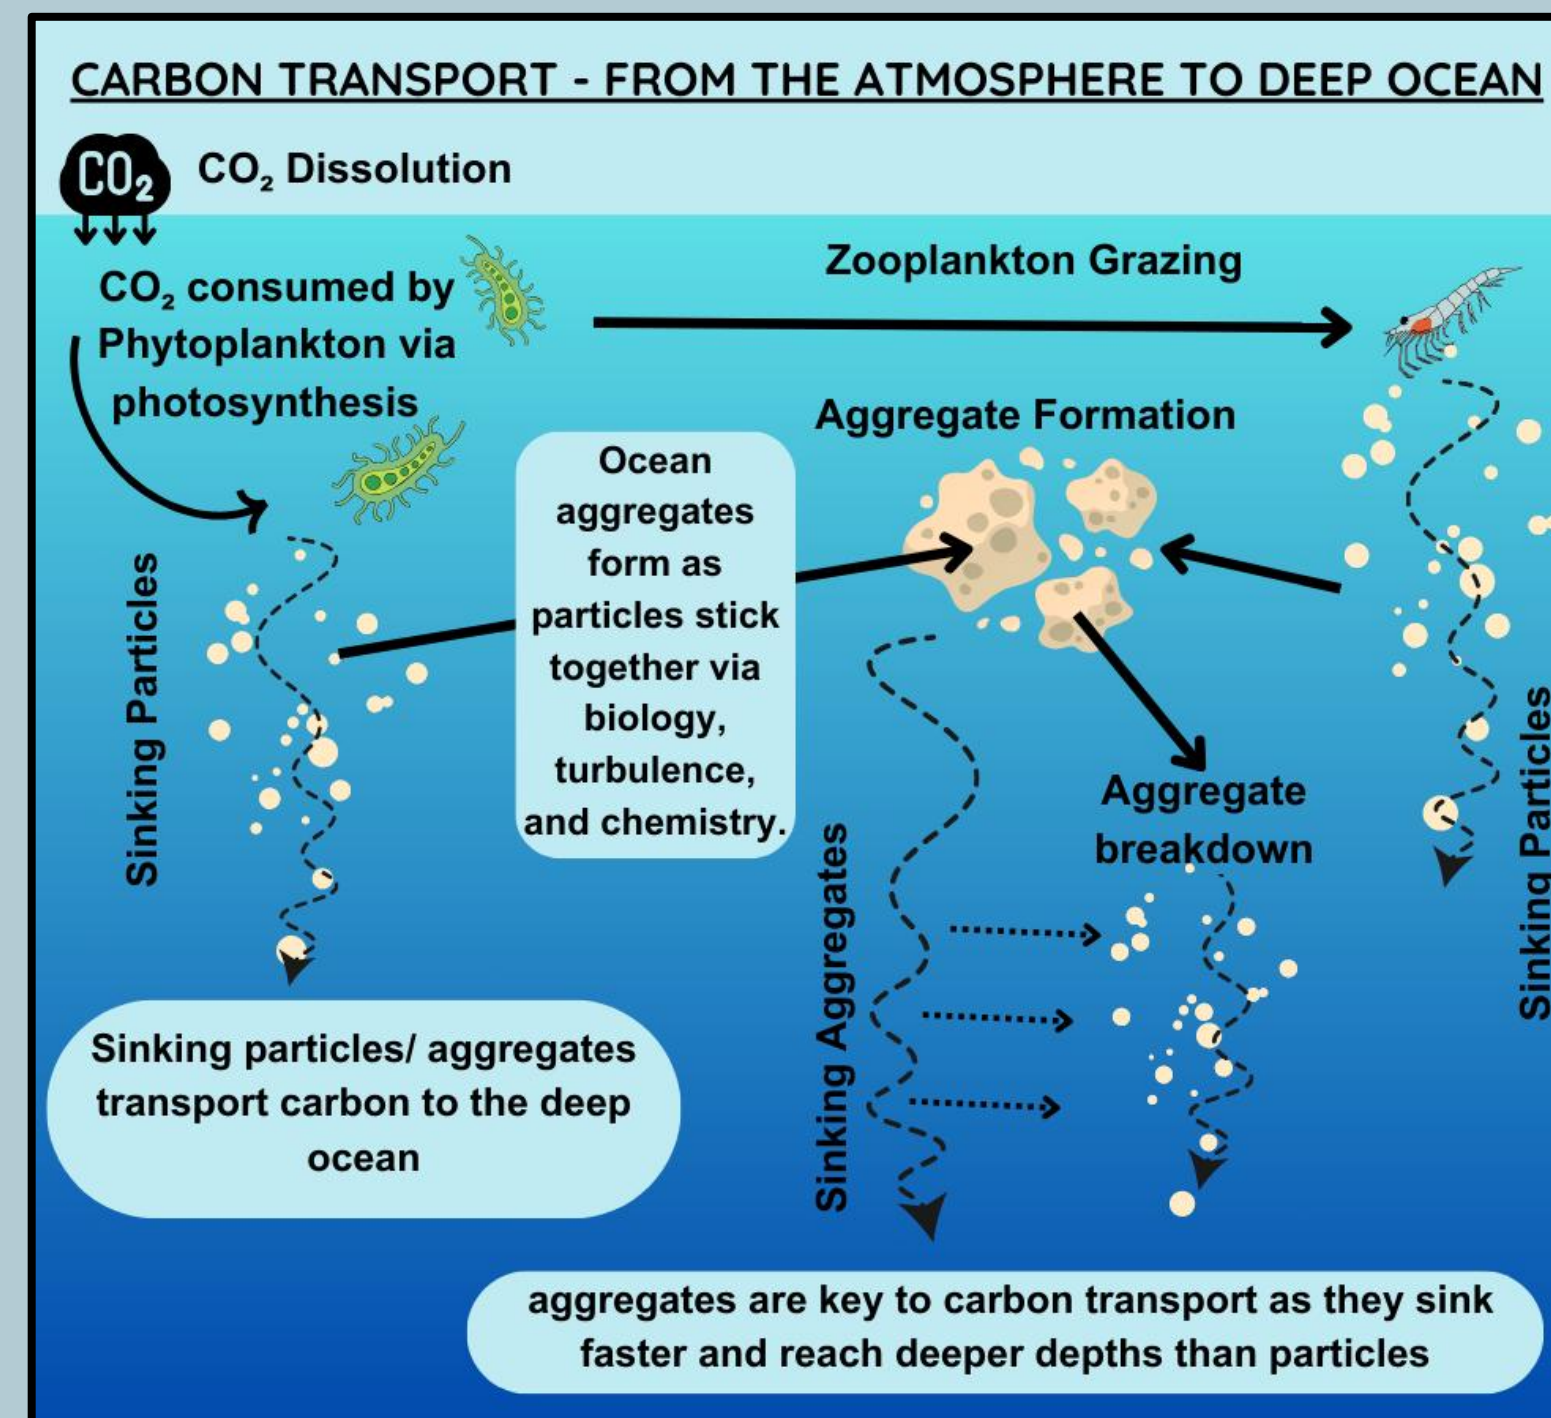 CARBON TRANSPORT - FROM THE ATMOSPHERE TO DEEP OCEAN
CO₂
CO₂ Dissolution
CO₂ consumed by
Phytoplankton via
photosynthesis
Zooplankton Grazing
Aggregate Formation
Ocean
aggregates
form as
particles stick
together via
biology,
turbulence,
and chemistry.
Sinking Particles
Aggregate
breakdown
Sinking Aggregates
Sinking Particles
Sinking particles/ aggregates
transport carbon to the deep
ocean
aggregates are key to carbon transport as they sink
faster and reach deeper depths than particles